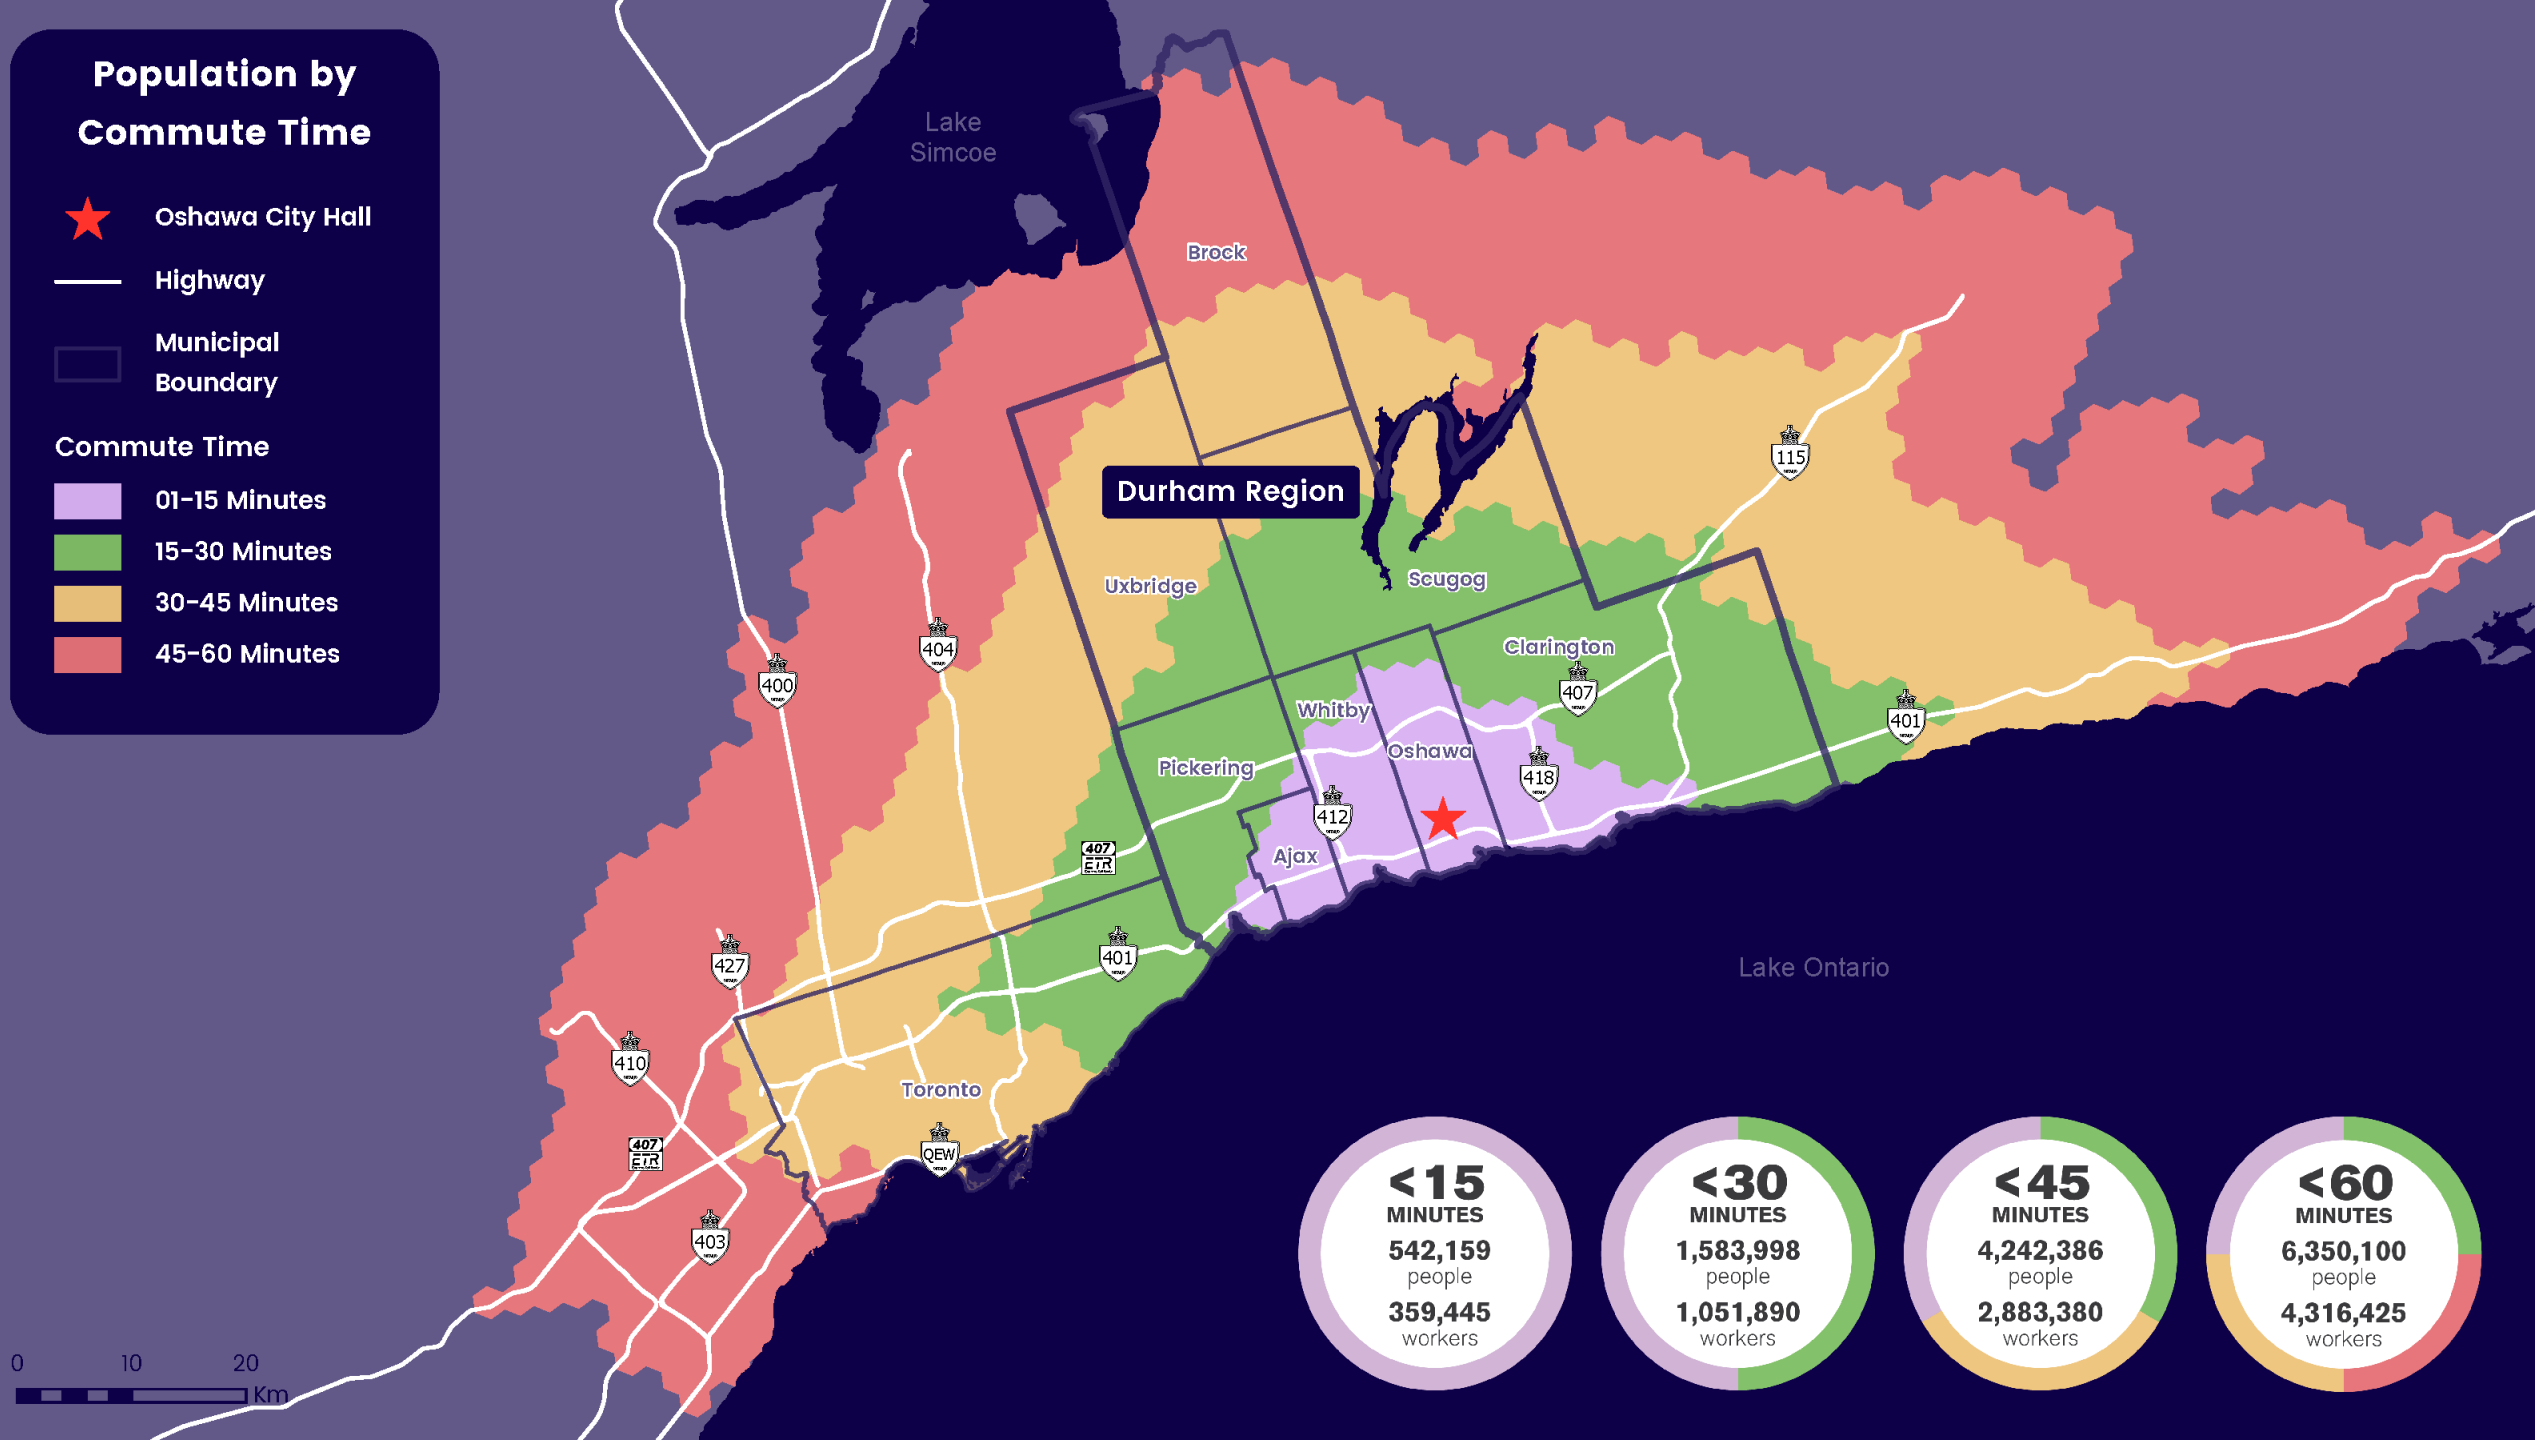 Population by
Commute Time
Oshawa City Hall
Highway
Municipal
Boundary
Commute Time
01-15 Minutes
15-30 Minutes
30-45 Minutes
45-60 Minutes
0 10 20
Km
Lake
Simcoe
Brock
Durham Region
Uxbridge
Scugog
Clarington
Whitby
Oshawa
Pickering
Ajax
Toronto
Lake Ontario
115
404
400
407
401
418
412
407
ETR
401
427
410
407
ETR
QEW
403
<15
MINUTES
542,159
people
359,445
workers
<30
MINUTES
1,583,998
people
1,051,890
workers
<45
MINUTES
4,242,386
people
2,883,380
workers
<60
MINUTES
6,350,100
people
4,316,425
workers